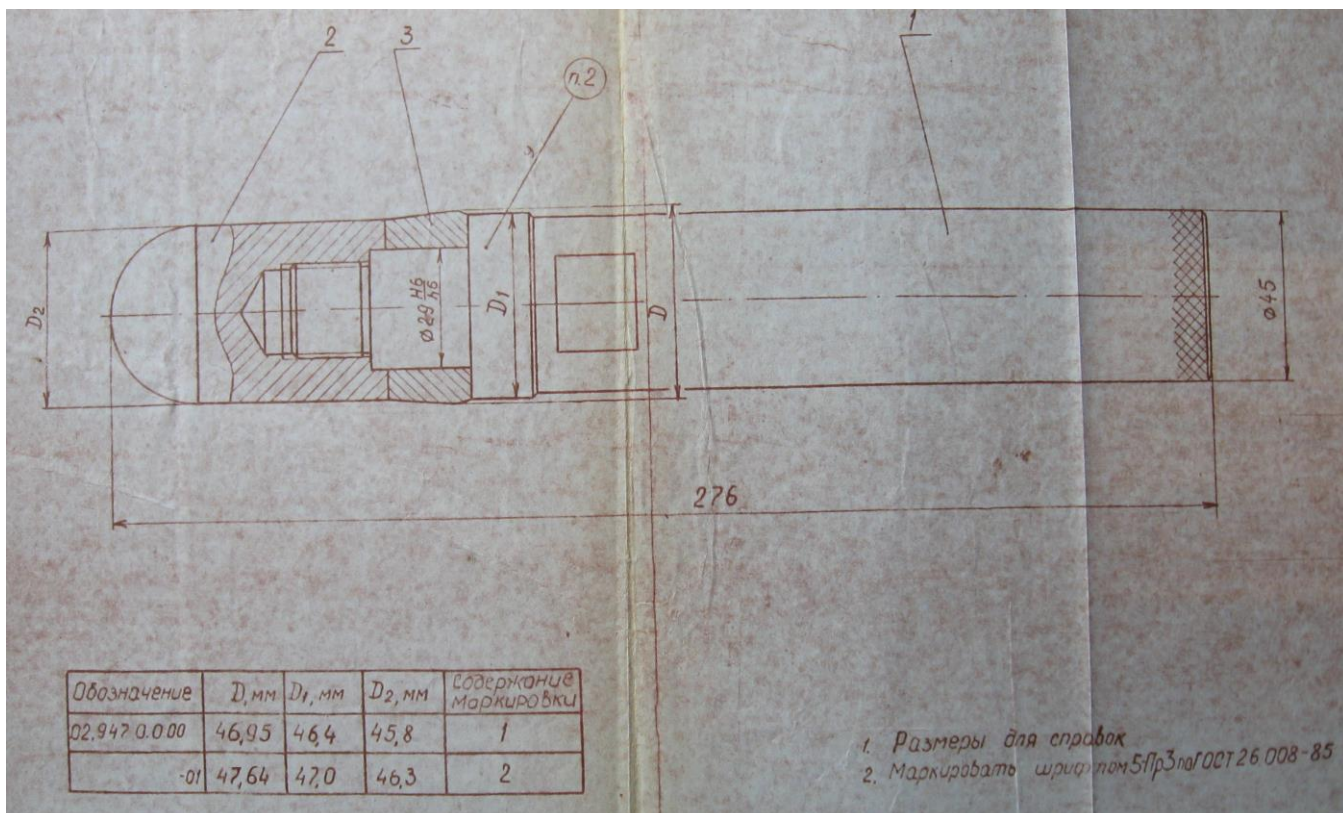 2
3
п.2
1
D₂
Ø29 H6/h6
D₁
D
Ø45
276
Обозначение D, мм D₁, мм D₂, мм Содержание маркировки
02.947.0.0.00 46,95 46,4 45,8 1
-01 47,64 47,0 46,3 2
1. Размеры для справок
2. Маркировать шрифтом 5-Пр3 по ГОСТ 26.008-85